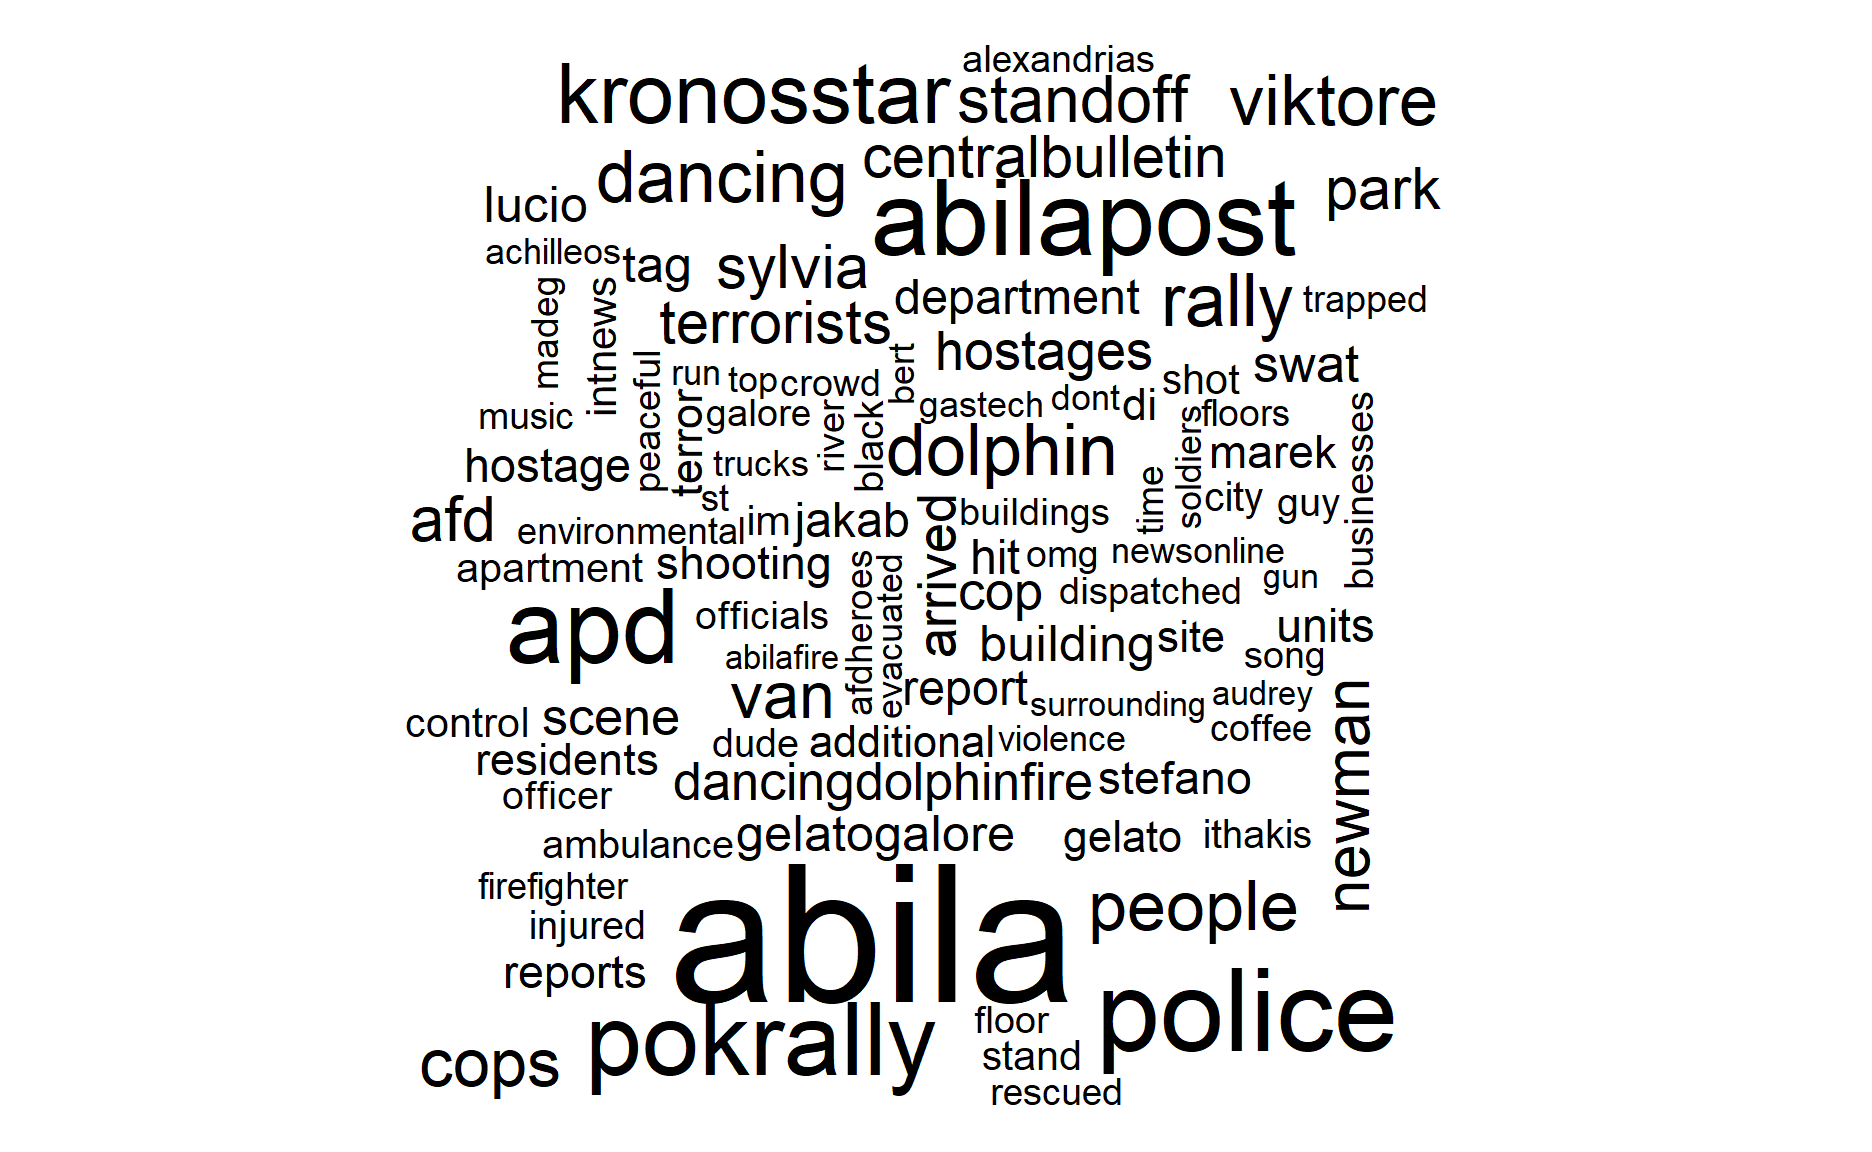 alexandrias
kronosstar standoff viktore
dancing centralbulletin park
lucio abilapost
achilleos tag sylvia
department rally trapped
madeg intnews terrorists
hostages swat
peaceful run top crowd bert shot
music terror galore river black gastech dont di soldiers floors businesses
hostage trucks dolphin marek
st time city guy
afd environmental im jakab arrived buildings
apartment shooting hit omg newsonline
afdheroes evacuated cop dispatched gun
apd officials building site units
abilafire song
van report surrounding audrey newman
control scene coffee
residents dude additional violence
officer dancingdolphinfire stefano
ambulance gelatogalore gelato ithakis
firefighter
injured abila people
reports
pokrally floor police
cops stand
rescued